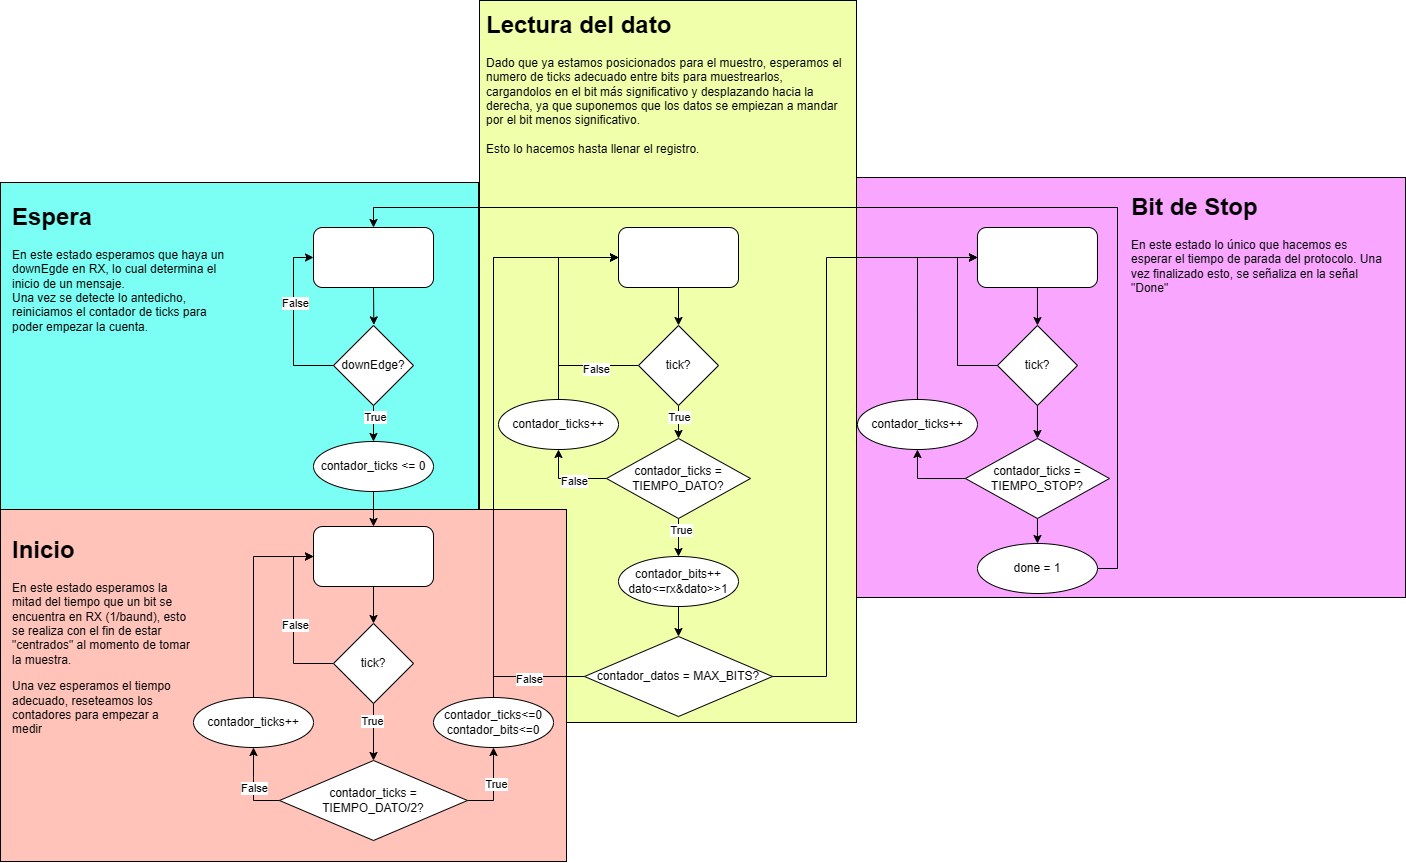 Lectura del dato
Dado que ya estamos posicionados para el muestro, esperamos el
numero de ticks adecuado entre bits para muestrearlos,
cargandolos en el bit más significativo y desplazando hacia la
derecha, ya que suponemos que los datos se empiezan a mandar
por el bit menos significativo.
Esto lo hacemos hasta llenar el registro.
Espera
En este estado esperamos que haya un
downEgde en RX, lo cual determina el
inicio de un mensaje.
Una vez se detecte lo antedicho,
reiniciamos el contador de ticks para
poder empezar la cuenta.
False
downEdge?
True
contador_ticks <= 0
Inicio
En este estado esperamos la
mitad del tiempo que un bit se
encuentra en RX (1/baund), esto
se realiza con el fin de estar
"centrados" al momento de tomar
la muestra.
Una vez esperamos el tiempo
adecuado, reseteamos los
contadores para empezar a
medir
False
tick?
True
contador_ticks++
contador_ticks<=0
contador_bits<=0
False
True
contador_ticks =
TIEMPO_DATO/2?
tick?
False
True
contador_ticks++
contador_ticks =
TIEMPO_DATO?
False
True
contador_bits++
dato<=rx&dato>>1
contador_datos = MAX_BITS?
False
Bit de Stop
En este estado lo único que hacemos es
esperar el tiempo de parada del protocolo. Una
vez finalizado esto, se señaliza en la señal
"Done"
tick?
contador_ticks++
contador_ticks =
TIEMPO_STOP?
done = 1